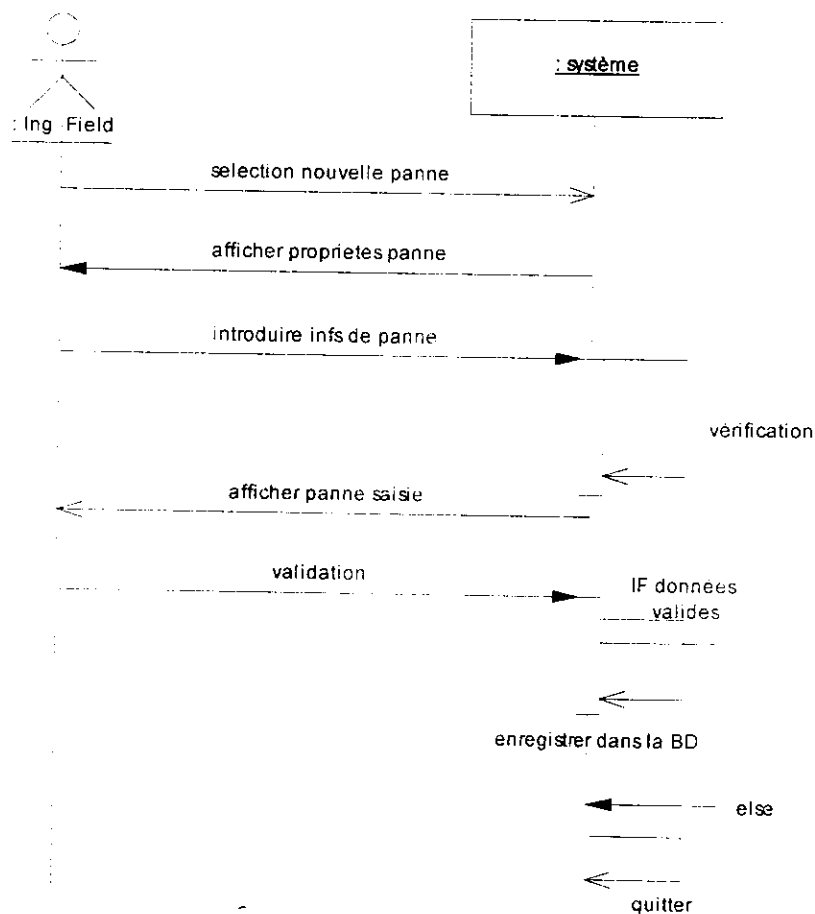 : système
: Ing Field
selection nouvelle panne
afficher proprietes panne
introduire infs de panne
vérification
afficher panne saisie
validation
IF données
valides
enregistrer dans la BD
else
quitter